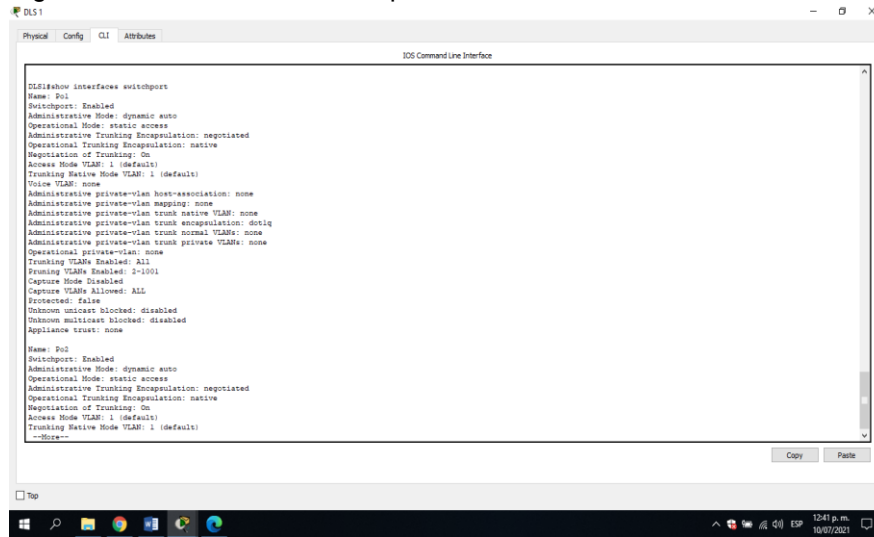 DLS 1
Physical Config CLI Attributes
IOS Command Line Interface
DLS1#show interfaces switchport
Name: Po1
Switchport: Enabled
Administrative Mode: dynamic auto
Operational Mode: static access
Administrative Trunking Encapsulation: negotiated
Operational Trunking Encapsulation: native
Negotiation of Trunking: On
Access Mode VLAN: 1 (default)
Trunking Native Mode VLAN: 1 (default)
Voice VLAN: none
Administrative private-vlan host-association: none
Administrative private-vlan mapping: none
Administrative private-vlan trunk native VLAN: none
Administrative private-vlan trunk encapsulation: dot1q
Administrative private-vlan trunk normal VLANs: none
Administrative private-vlan trunk private VLANs: none
Operational private-vlan: none
Trunking VLANs Enabled: All
Pruning VLANs Enabled: 2-1001
Capture Mode Disabled
Capture VLANs Allowed: ALL
Protected: false
Unknown unicast blocked: disabled
Unknown multicast blocked: disabled
Appliance trust: none
Name: Po2
Switchport: Enabled
Administrative Mode: dynamic auto
Operational Mode: static access
Administrative Trunking Encapsulation: negotiated
Operational Trunking Encapsulation: native
Negotiation of Trunking: On
Access Mode VLAN: 1 (default)
Trunking Native Mode VLAN: 1 (default)
--More--
Copy Paste
Top
ESP 12:41 p. m.
10/07/2021